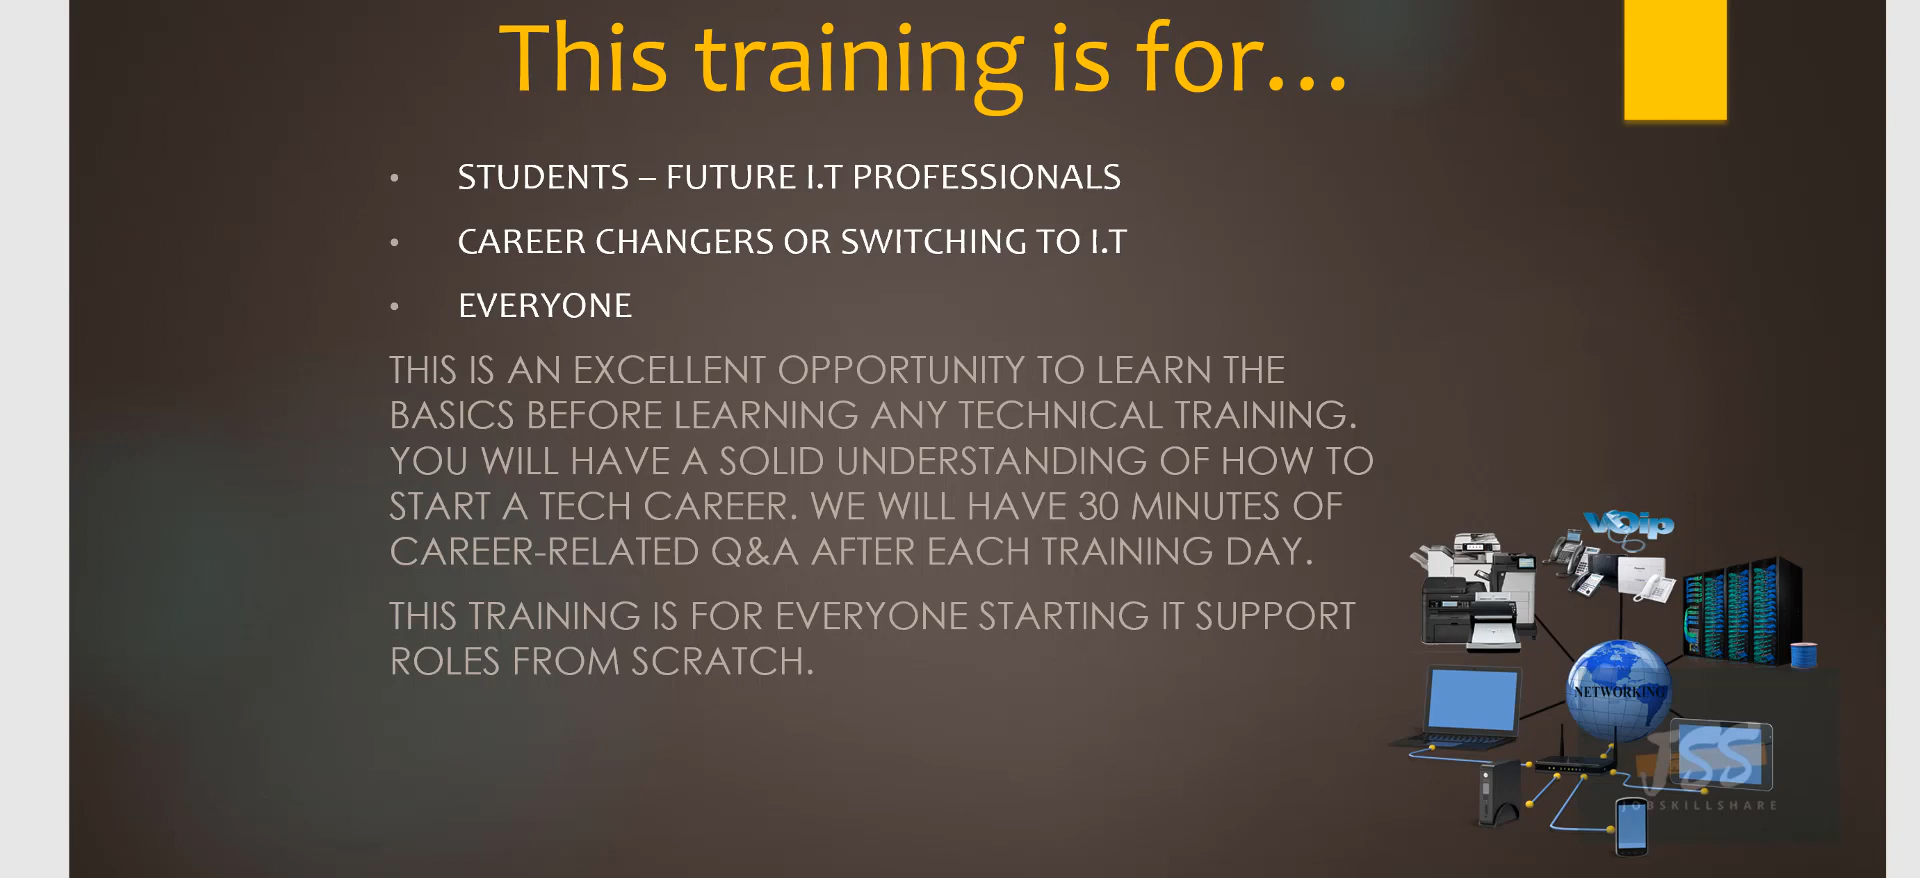 This training is for...
• STUDENTS – FUTURE I.T PROFESSIONALS
• CAREER CHANGERS OR SWITCHING TO I.T
• EVERYONE
THIS IS AN EXCELLENT OPPORTUNITY TO LEARN THE
BASICS BEFORE LEARNING ANY TECHNICAL TRAINING.
YOU WILL HAVE A SOLID UNDERSTANDING OF HOW TO
START A TECH CAREER. WE WILL HAVE 30 MINUTES OF
CAREER-RELATED Q&A AFTER EACH TRAINING DAY.
THIS TRAINING IS FOR EVERYONE STARTING IT SUPPORT
ROLES FROM SCRATCH.
voip
NETWORKING
JSS
JOBSKILLSHARE